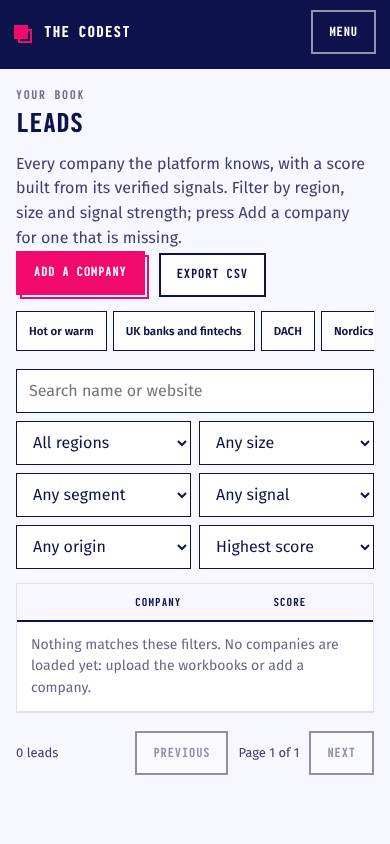 THE CODEST
MENU
YOUR BOOK
LEADS
Every company the platform knows, with a score
built from its verified signals. Filter by region,
size and signal strength; press Add a company
for one that is missing.
ADD A COMPANY
EXPORT CSV
Hot or warm
UK banks and fintechs
DACH
Nordics
Search name or website
All regions
Any size
Any segment
Any signal
Any origin
Highest score
COMPANY
SCORE
Nothing matches these filters. No companies are
loaded yet: upload the workbooks or add a
company.
0 leads
PREVIOUS
Page 1 of 1
NEXT